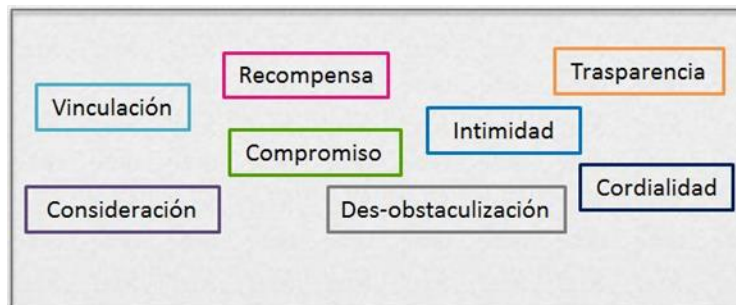 Recompensa
Trasparencia
Vinculación
Intimidad
Compromiso
Cordialidad
Consideración
Des-obstaculización